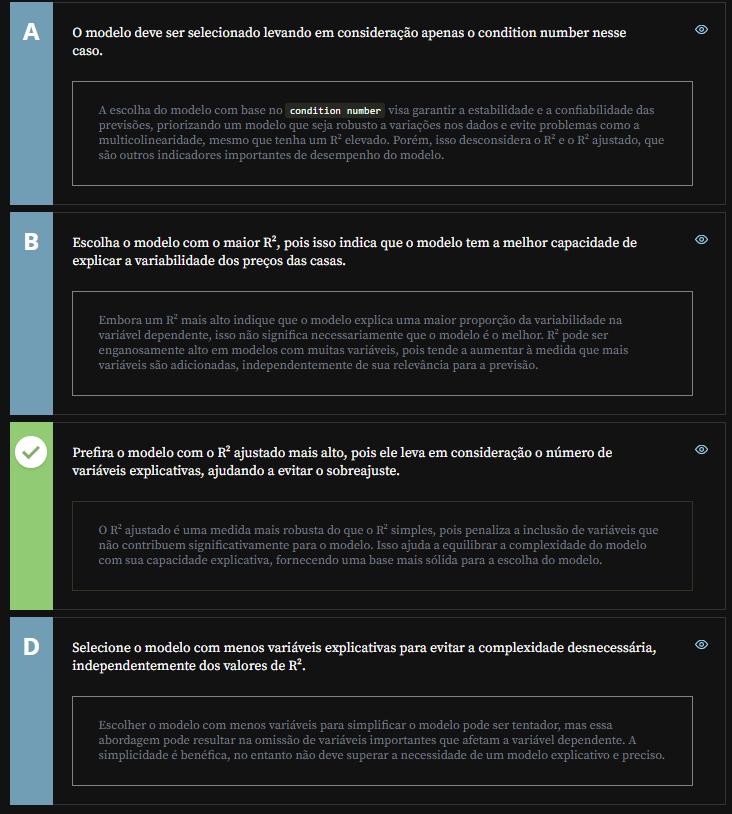 A
O modelo deve ser selecionado levando em consideração apenas o condition number nesse
caso.
A escolha do modelo com base no condition number visa garantir a estabilidade e a confiabilidade das
previsões, priorizando um modelo que seja robusto a variações nos dados e evite problemas como a
multicolinearidade, mesmo que tenha um R² elevado. Porém, isso desconsidera o R² e o R² ajustado, que
são outros indicadores importantes de desempenho do modelo.
B
Escolha o modelo com o maior R², pois isso indica que o modelo tem a melhor capacidade de
explicar a variabilidade dos preços das casas.
Embora um R² mais alto indique que o modelo explica uma maior proporção da variabilidade na
variável dependente, isso não significa necessariamente que o modelo é o melhor. R² pode ser
enganosamente alto em modelos com muitas variáveis, pois tende a aumentar à medida que mais
variáveis são adicionadas, independentemente de sua relevância para a previsão.
Prefira o modelo com o R² ajustado mais alto, pois ele leva em consideração o número de
variáveis explicativas, ajudando a evitar o sobreajuste.
O R² ajustado é uma medida mais robusta do que o R² simples, pois penaliza a inclusão de variáveis que
não contribuem significativamente para o modelo. Isso ajuda a equilibrar a complexidade do modelo
com sua capacidade explicativa, fornecendo uma base mais sólida para a escolha do modelo.
D
Selecione o modelo com menos variáveis explicativas para evitar a complexidade desnecessária,
independentemente dos valores de R².
Escolher o modelo com menos variáveis para simplificar o modelo pode ser tentador, mas essa
abordagem pode resultar na omissão de variáveis importantes que afetam a variável dependente. A
simplicidade é benéfica, no entanto não deve superar a necessidade de um modelo explicativo e preciso.